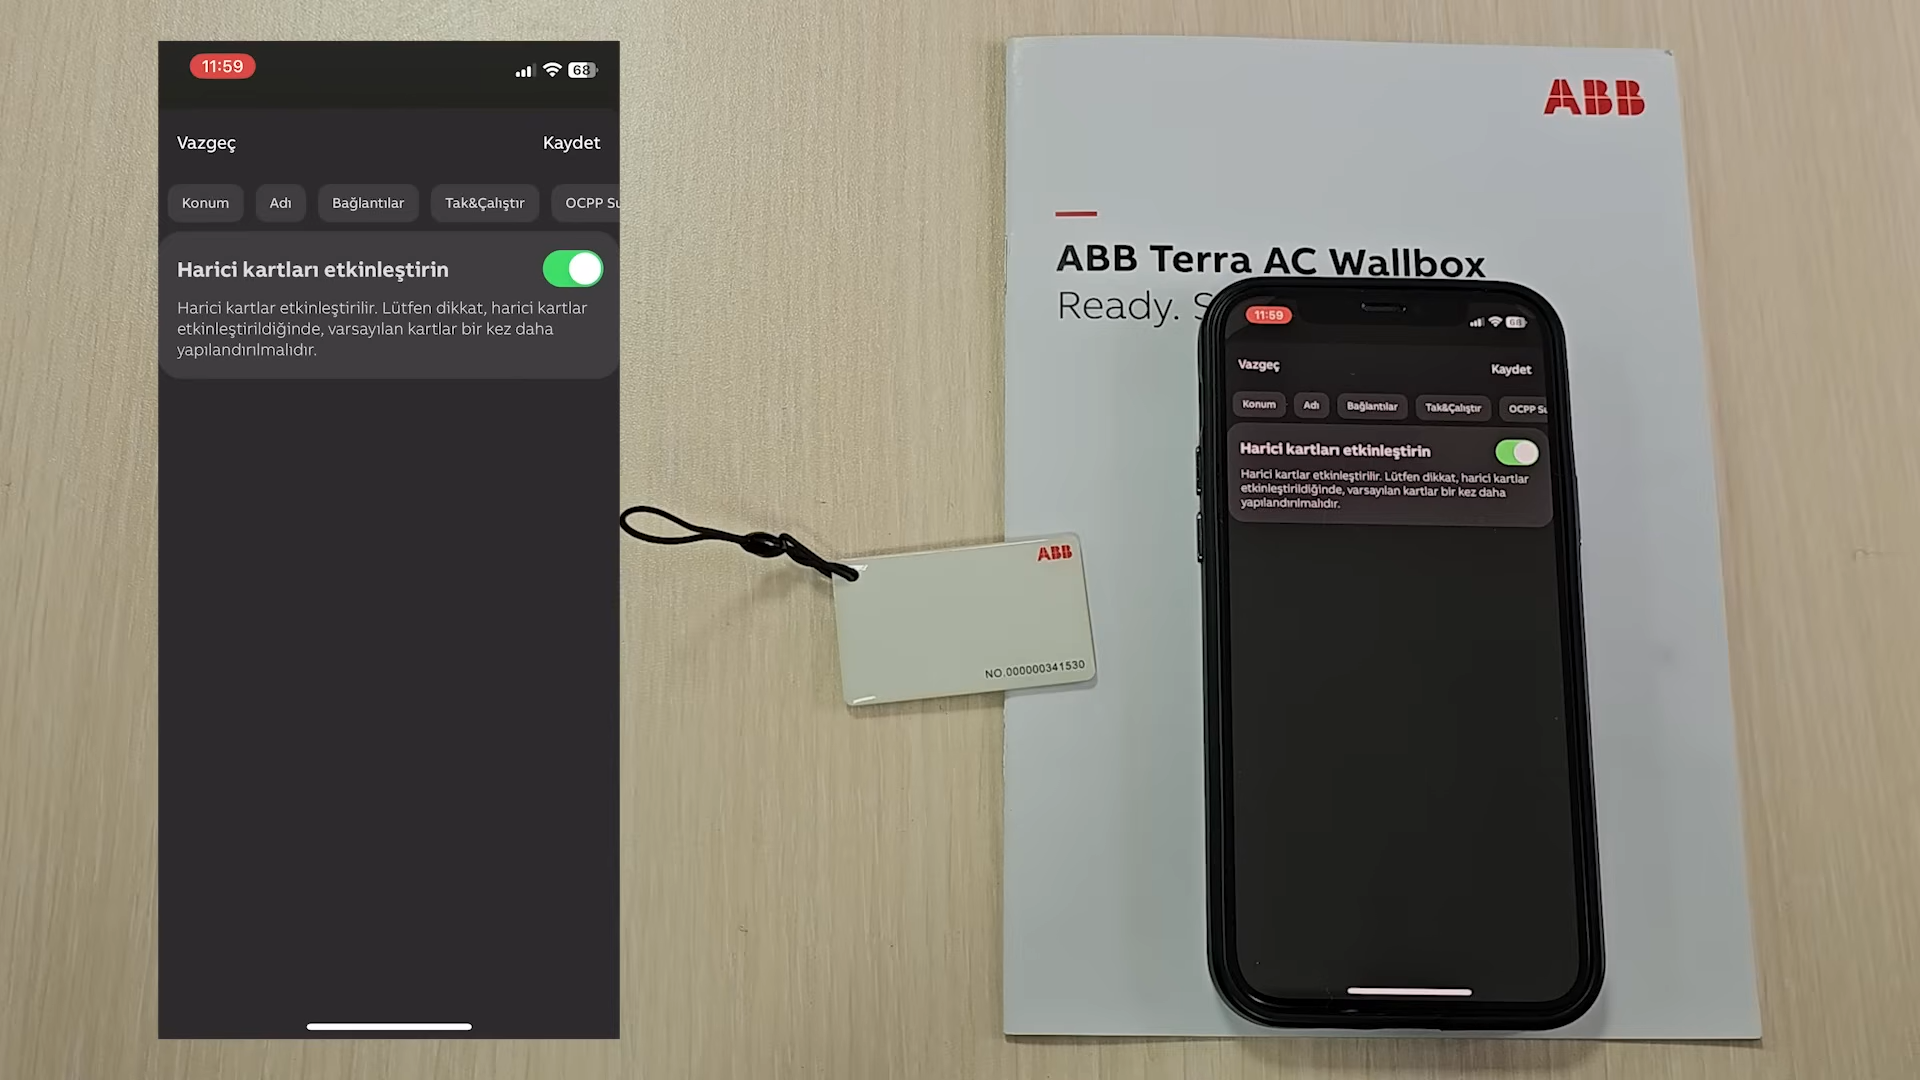 11:59
68
Vazgeç
Kaydet
Konum
Adı
Bağlantılar
Tak&Çalıştır
OCPP Su
Harici kartları etkinleştirin
Harici kartlar etkinleştirilir. Lütfen dikkat, harici kartlar
etkinleştirildiğinde, varsayılan kartlar bir kez daha
yapılandırılmalıdır.
ABB
NO.000000341530
ABB
ABB Terra AC Wallbox
Ready. S
11:59
68
Vazgeç
Kaydet
Konum
Adı
Bağlantılar
Tak&Çalıştır
OCPP Su
Harici kartları etkinleştirin
Harici kartlar etkinleştirilir. Lütfen dikkat, harici kartlar
etkinleştirildiğinde, varsayılan kartlar bir kez daha
yapılandırılmalıdır.